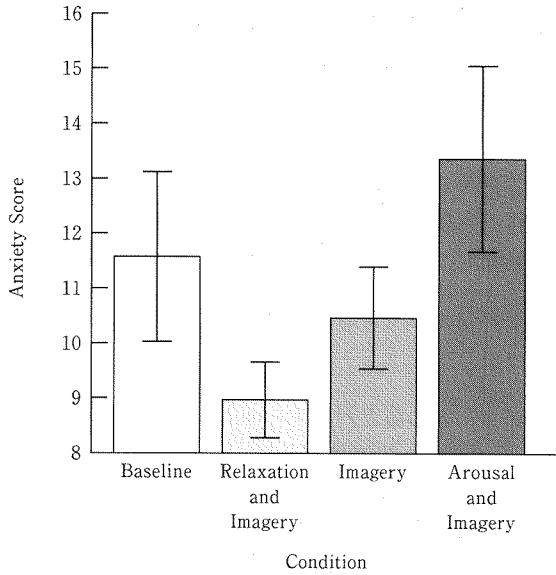 16
15
14
13
12
11
10
9
8
Anxiety Score
Baseline
Relaxation
and
Imagery
Imagery
Arousal
and
Imagery
Condition